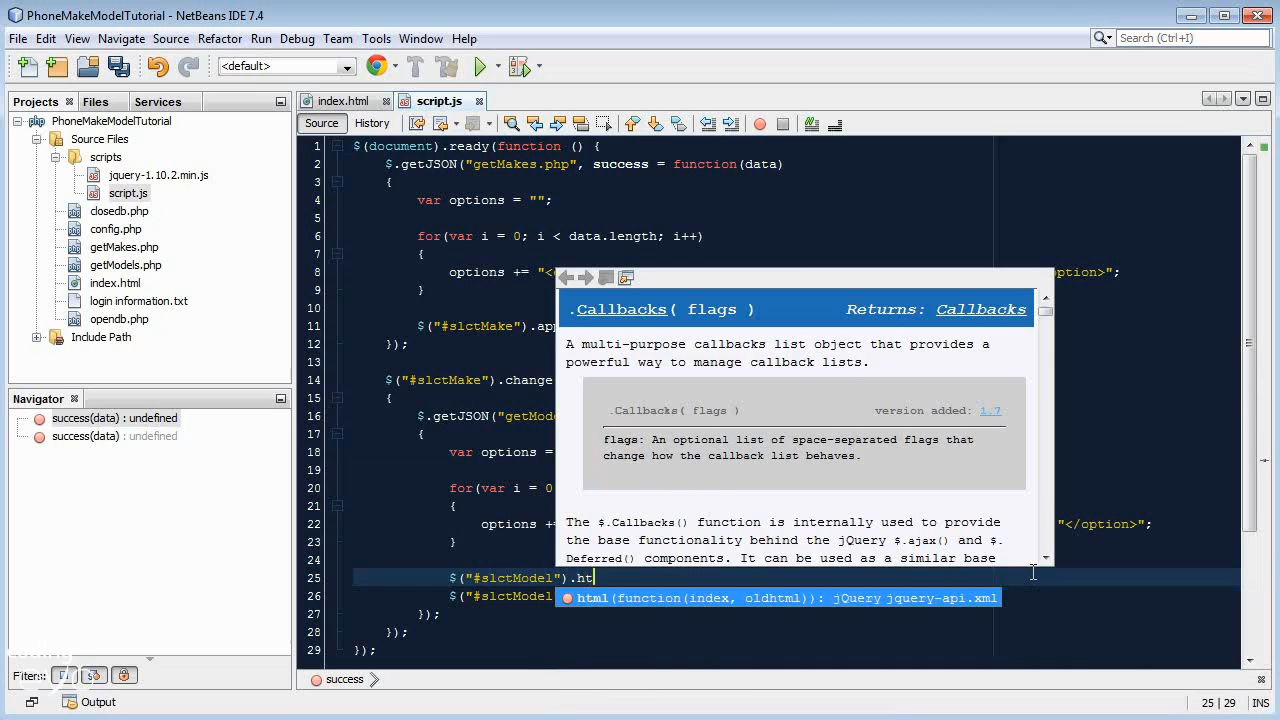 PhoneMakeModelTutorial - NetBeans IDE 7.4
File Edit View Navigate Source Refactor Run Debug Team Tools Window Help
Search (Ctrl+I)
<default>
Projects Files Services
index.html script.js
Source History
PhoneMakeModelTutorial
Source Files
scripts
jquery-1.10.2.min.js
script.js
closedb.php
config.php
getMakes.php
getModels.php
index.html
login information.txt
opendb.php
Include Path
Navigator
success(data) : undefined
success(data) : undefined
Filters:
Output
1 $(document).ready(function () {
2 $.getJSON("getMakes.php", success = function(data)
3 {
4 var options = "";
5
6 for(var i = 0; i < data.length; i++)
7 {
8 options += "<o
ption>";
9 }
10
11 $("#slctMake").app
12 });
13
14 $("#slctMake").change
15 {
16 $.getJSON("getMode
17 {
18 var options =
19
20 for(var i = 0
21 {
22 options +=
"</option>";
23 }
24
25 $("#slctModel").ht
26 $("#slctModel
27 });
28 });
29 });
.Callbacks( flags ) Returns: Callbacks
A multi-purpose callbacks list object that provides a
powerful way to manage callback lists.
.Callbacks( flags ) version added: 1.7
flags: An optional list of space-separated flags that
change how the callback list behaves.
The $.Callbacks() function is internally used to provide
the base functionality behind the jQuery $.ajax() and $.
Deferred() components. It can be used as a similar base
html(function(index, oldhtml)): jQuery jquery-api.xml
success
25 | 29 INS